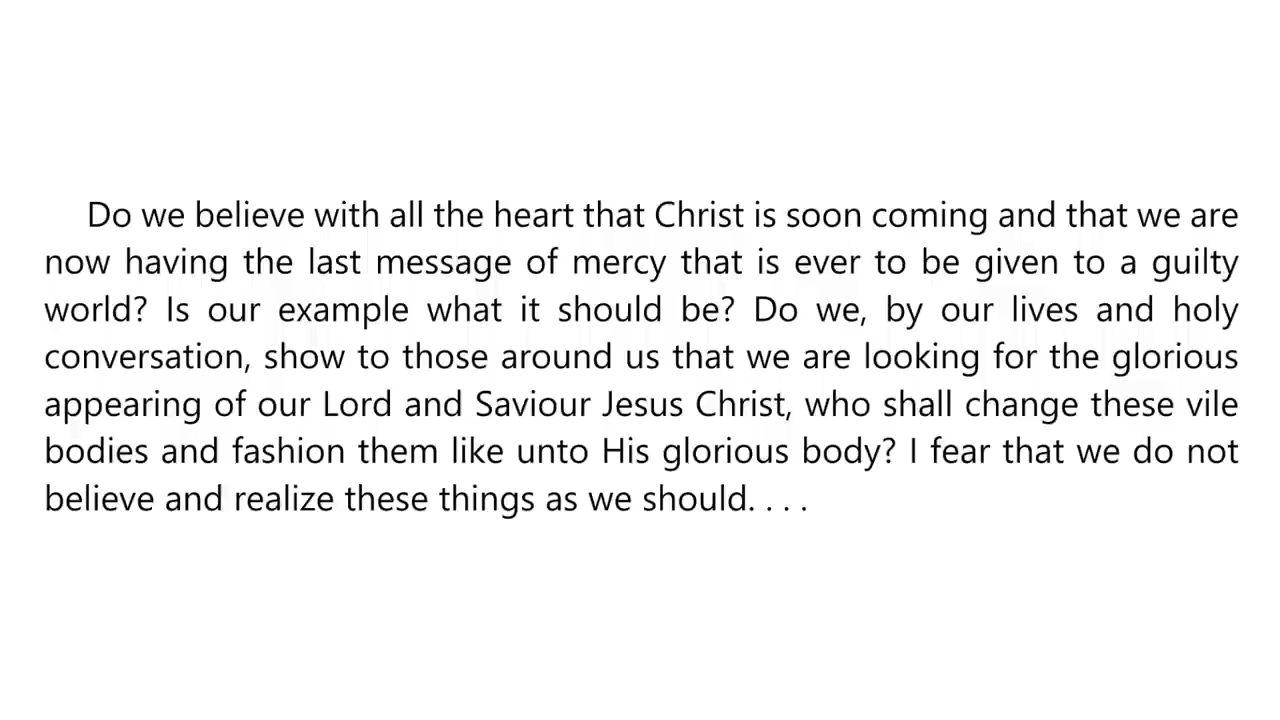 Do we believe with all the heart that Christ is soon coming and that we are
now having the last message of mercy that is ever to be given to a guilty
world? Is our example what it should be? Do we, by our lives and holy
conversation, show to those around us that we are looking for the glorious
appearing of our Lord and Saviour Jesus Christ, who shall change these vile
bodies and fashion them like unto His glorious body? I fear that we do not
believe and realize these things as we should. . . .